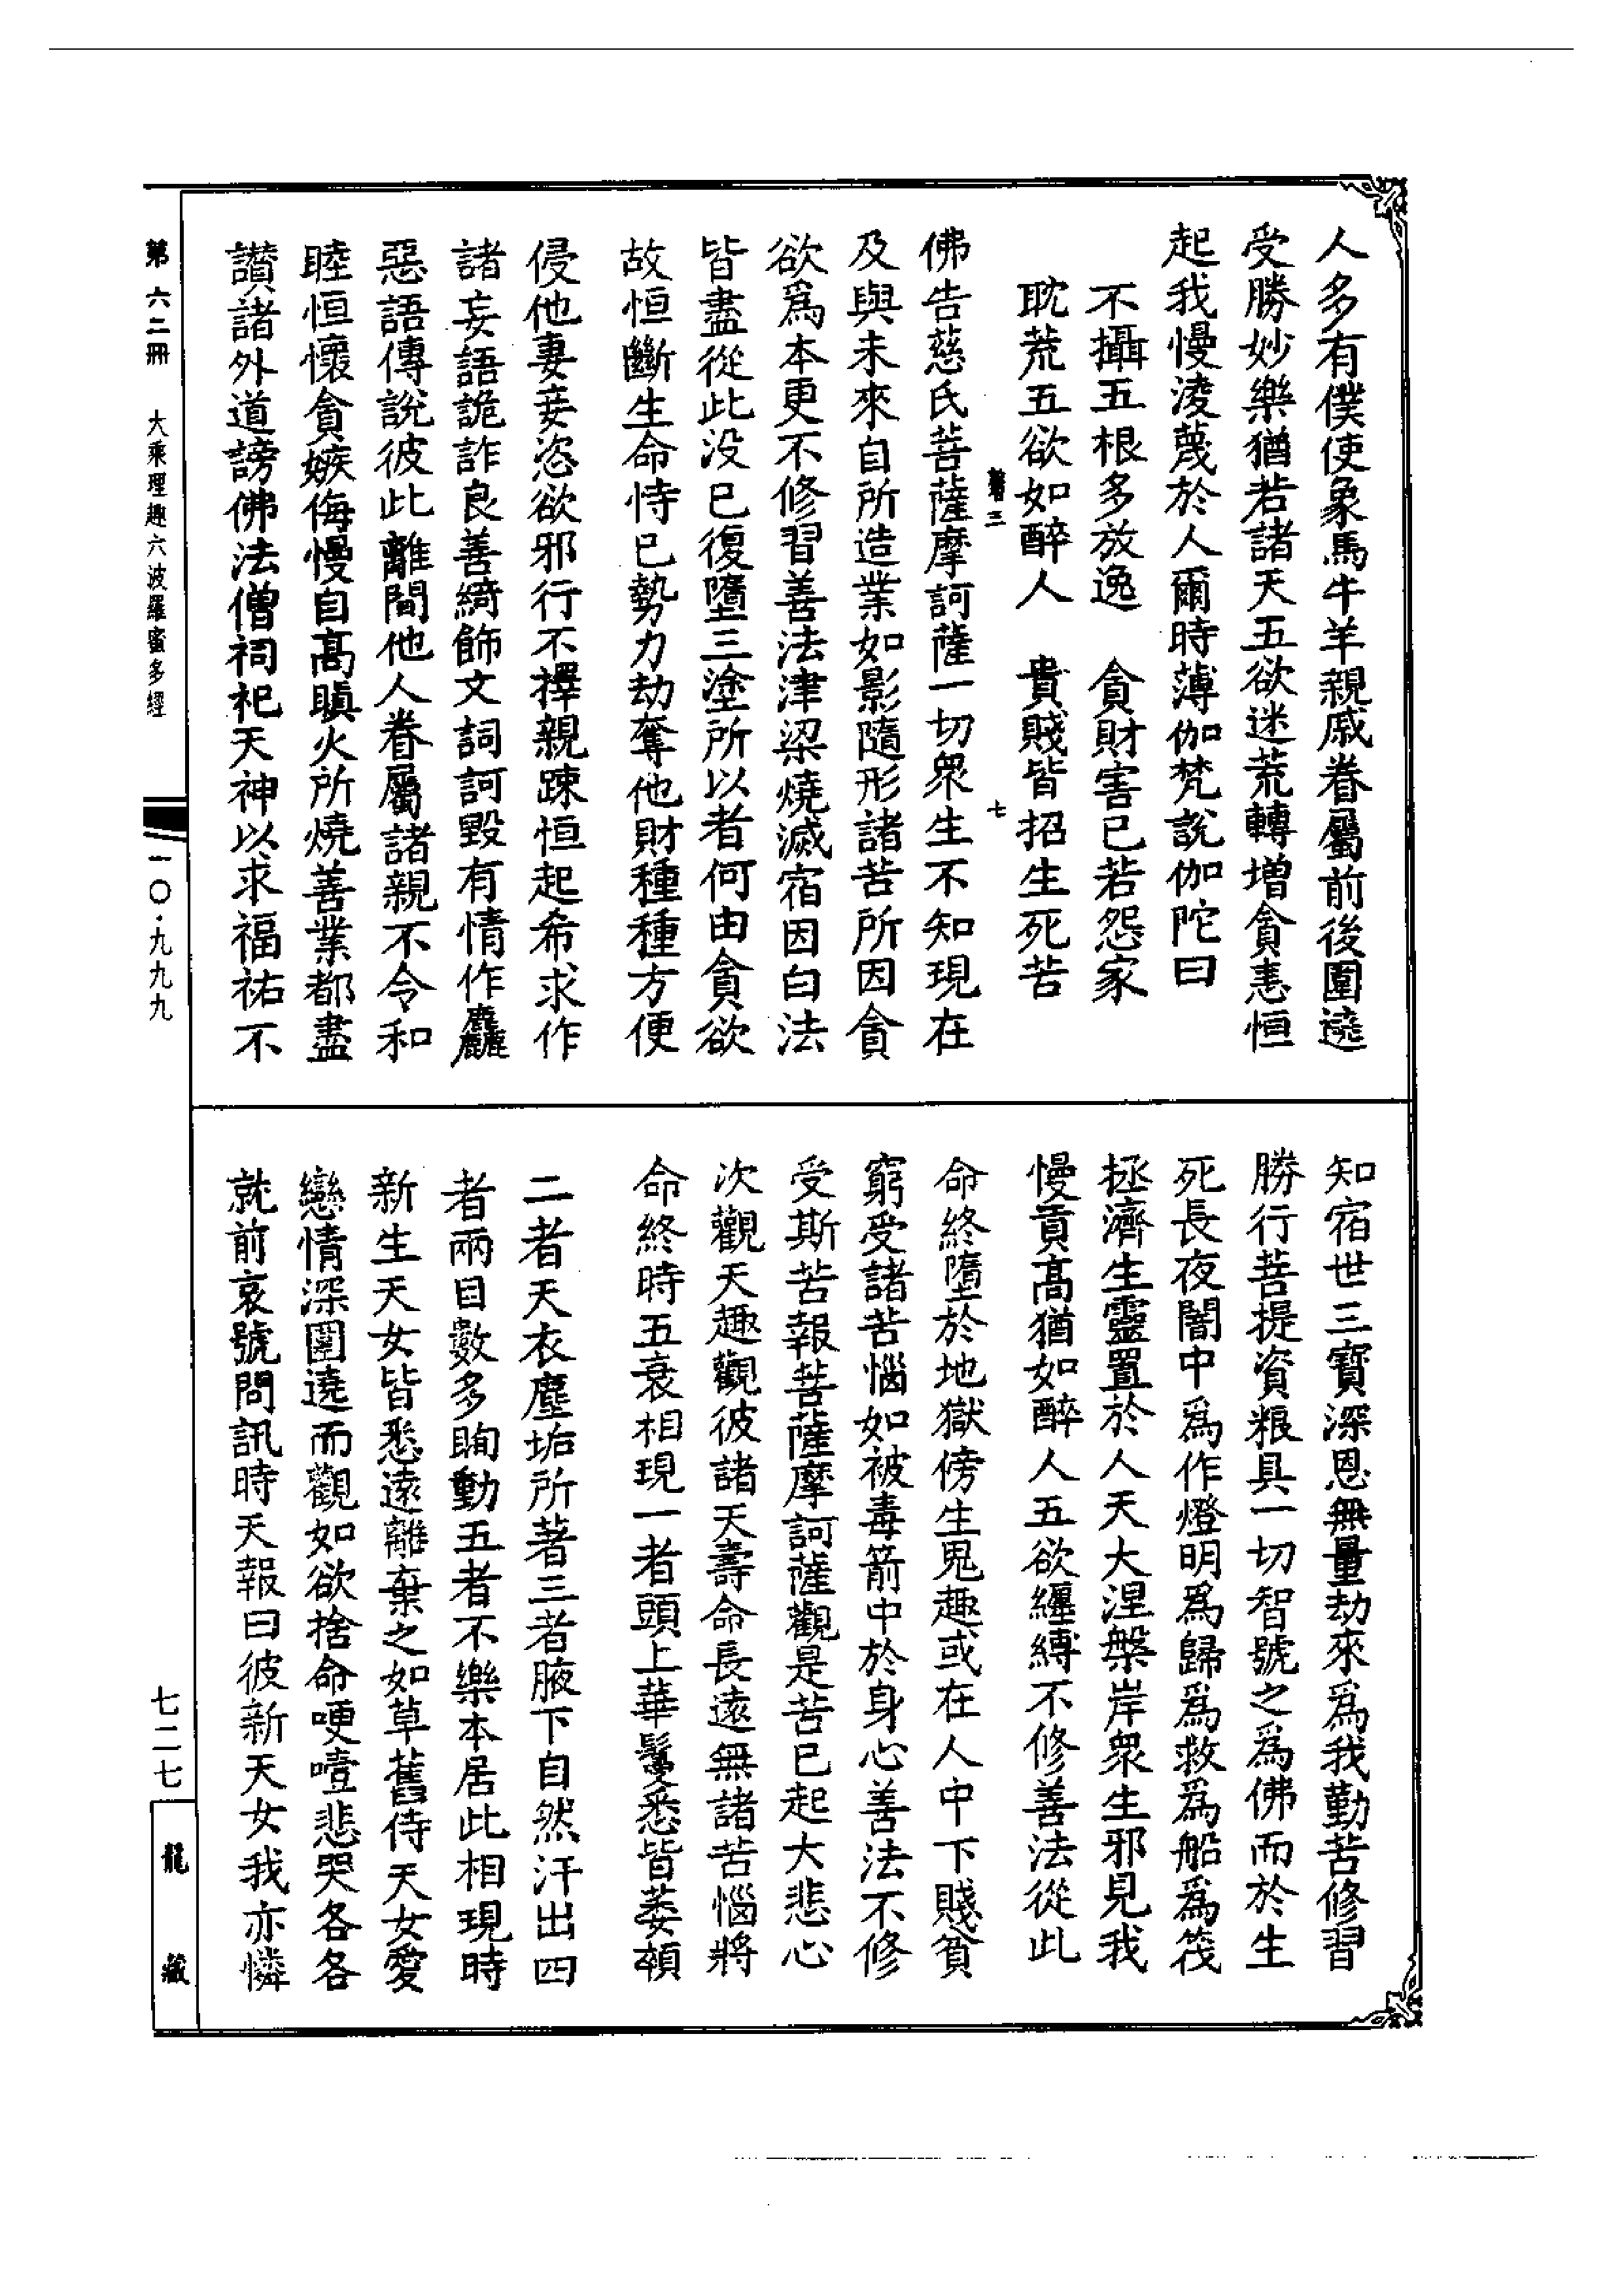 人多有僕使象馬牛羊親戚眷屬前後圍遶
受勝妙樂猶若諸天五欲迷荒轉增貪恚恒
起我慢淩蔑於人爾時薄伽梵說伽陀曰
不攝五根多放逸　貪財害已若怨家
耽荒五欲如醉人　貴賤皆招生死苦
三　七
佛告慈氏菩薩摩訶薩一切衆生不知現在
及與未來自所造業如影隨形諸苦所因貪
欲爲本更不修習善法津梁燒滅宿因白法
皆盡從此没已復墮三塗所以者何由貪欲
故恒斷生命恃已勢力劫奪他財種種方便
侵他妻妾恣欲邪行不擇親踈恒起希求作
諸妄語詭詐良善綺飾文詞訶毀有情作麤
惡語傳說彼此離間他人眷屬諸親不令和
睦恒懷貪嫉侮慢自髙瞋火所燒善業都盡
讃諸外道謗佛法僧祠祀天神以求福祐不
知宿世三寳深恩無量劫來爲我勤苦修習
勝行菩提資粮具一切智號之爲佛而於生
死長夜闇中爲作燈明爲歸爲救爲船爲筏
拯濟生靈置於人天大涅槃岸衆生邪見我
慢貢髙猶如醉人五欲纏縛不修善法從此
命終墮於地獄傍生鬼趣或在人中下賤貧
窮受諸苦惱如被毒箭中於身心善法不修
受斯苦報菩薩摩訶薩觀是苦已起大悲心
次觀天趣觀彼諸天壽命長遠無諸苦惱將
命終時五衰相現一者頭上華鬘悉皆萎頓
二者天衣塵垢所著三者腋下自然汗出四
者兩目數多眴動五者不樂本居此相現時
新生天女皆悉遠離棄之如草舊侍天女愛
戀情深圍遶而觀如欲捨命哽噎悲哭各各
就前哀號問訊時天報曰彼新天女我亦憐
第六二冊　大乘理趣六波羅蜜多經
一〇·九九九
七二七
龍藏